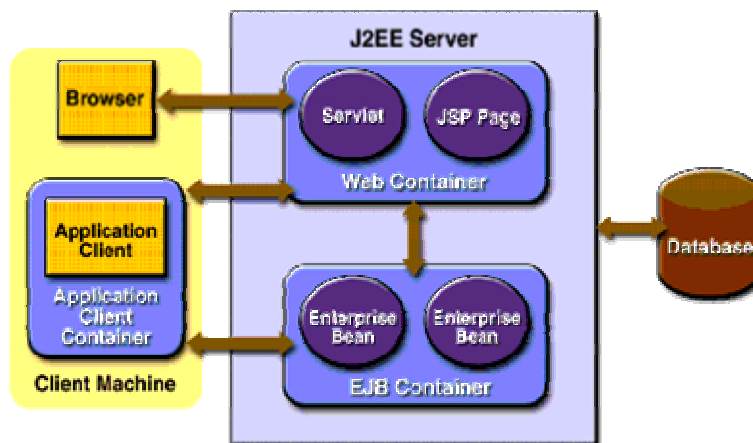 J2EE Server
Browser
Servlet
JSP Page
Web Container
Application
Client
Application
Client
Container
Client Machine
Enterprise
Bean
Enterprise
Bean
EJB Container
Database